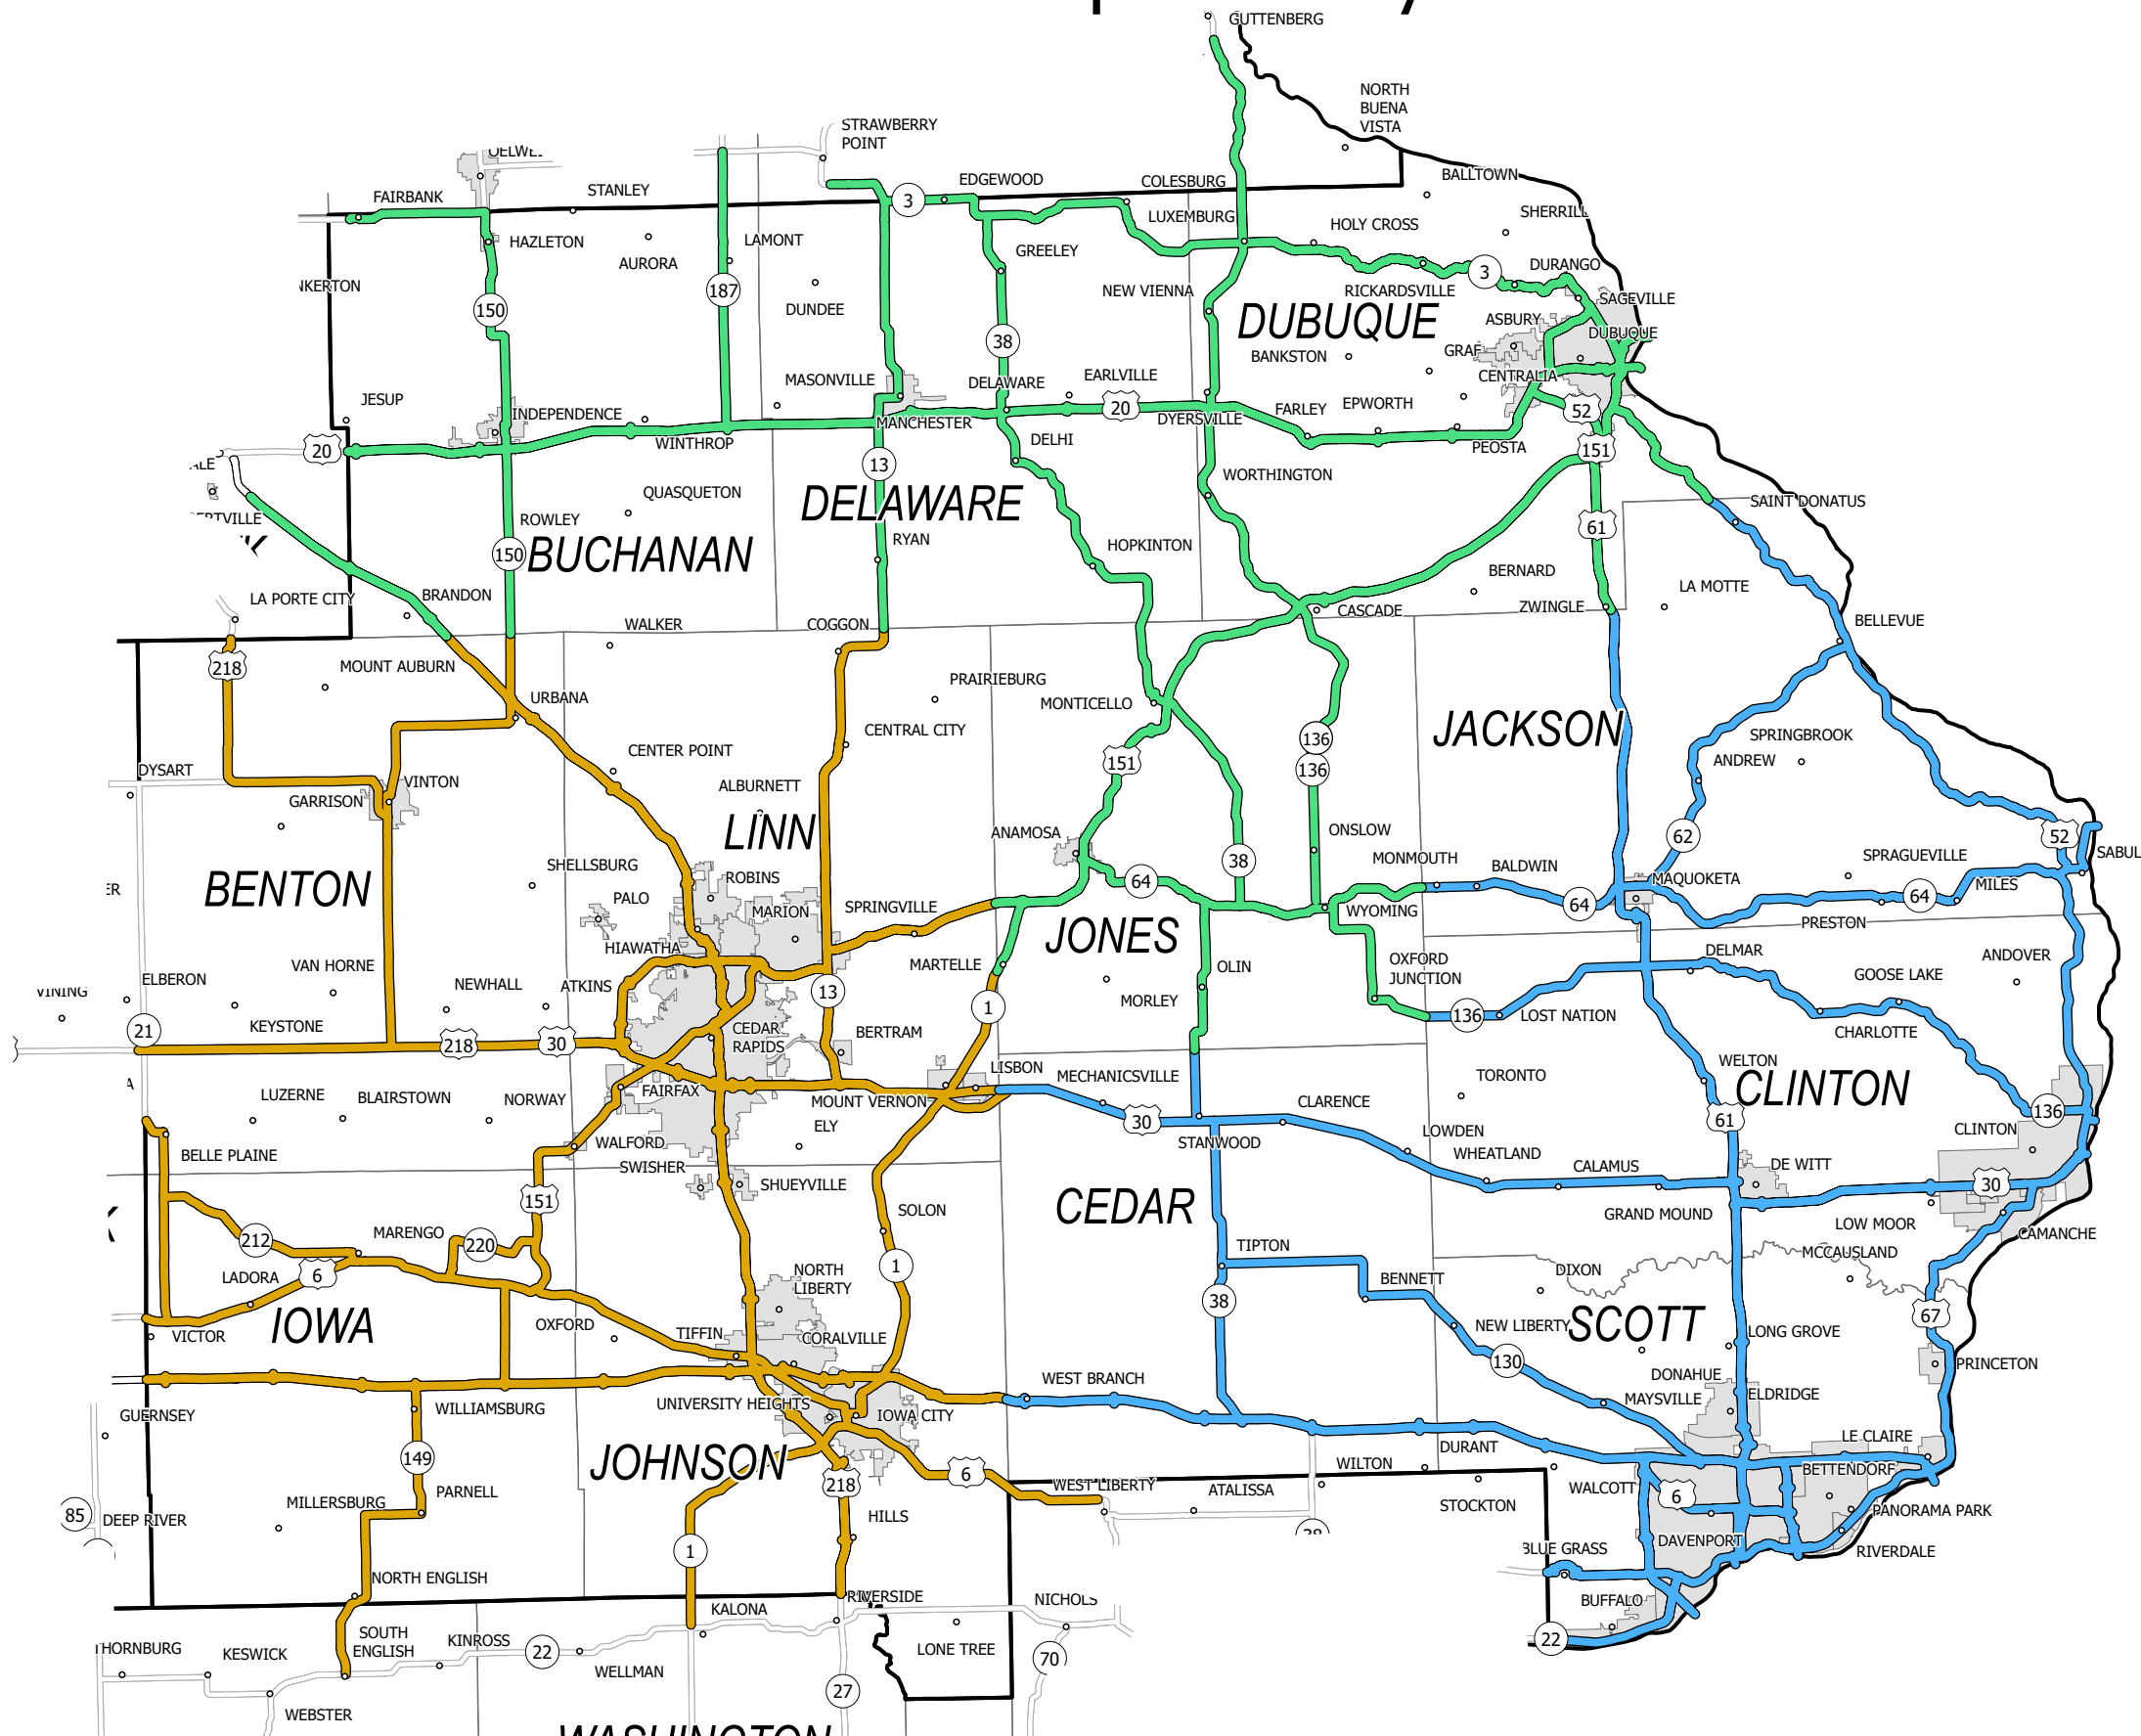 GUTTENBERG
NORTH
BUENA
VISTA
STRAWBERRY
POINT
FAIRBANK
STANLEY
3
EDGEWOOD
COLESBURG
BALLTOWN
HAZLETON
AURORA
LAMONT
GREELEY
LUXEMBURG
HOLY CROSS
SHERRILL
150
187
DUNDEE
38
NEW VIENNA
RICKARDSVILLE
3
DURANGO
SAGEVILLE
DUBUQUE
ASBURY
DUBUQUE
BANKSTON
GRAF
CENTRALIA
JESUP
MASONVILLE
DELAWARE
EARLVILLE
20
INDEPENDENCE
WINTHROP
MANCHESTER
20
DYERSVILLE
FARLEY
EPWORTH
52
PEOSTA
151
DELHI
13
WORTHINGTON
QUASQUETON
DELAWARE
SAINT DONATUS
ROWLEY
150
BUCHANAN
RYAN
HOPKINTON
61
BERNARD
LA MOTTE
LA PORTE CITY
BRANDON
WALKER
COGGON
CASCADE
ZWINGLE
BELLEVUE
218
MOUNT AUBURN
URBANA
PRAIRIEBURG
MONTICELLO
CENTER POINT
CENTRAL CITY
151
136
136
JACKSON
SPRINGBROOK
ANDREW
DYSART
VINTON
GARRISON
ALBURNETT
LINN
ANAMOSA
ONSLOW
62
52
BENTON
SHELLSBURG
PALO
ROBINS
MARION
SPRINGVILLE
64
38
MONMOUTH
BALDWIN
64
MAQUOKETA
SPRAGUEVILLE
64
MILES
PRESTON
WYOMING
HIAWATHA
JONES
MARTELLE
OLIN
OXFORD
JUNCTION
DELMAR
GOOSE LAKE
ANDOVER
ELBERON
VAN HORNE
NEWHALL
ATKINS
13
1
MORLEY
136
LOST NATION
CHARLOTTE
VINING
21
KEYSTONE
218
30
CEDAR
RAPIDS
BERTRAM
LISBON
MECHANICSVILLE
TORONTO
WELTON
CLINTON
LUZERNE
BLAIRSTOWN
NORWAY
FAIRFAX
MOUNT VERNON
30
CLARENCE
61
136
BELLE PLAINE
WALFORD
SWISHER
ELY
STANWOOD
LOWDEN
WHEATLAND
CALAMUS
DE WITT
CLINTON
30
151
SHUEYVILLE
SOLON
CEDAR
GRAND MOUND
LOW MOOR
CAMANCHE
212
MARENGO
220
6
LADORA
1
TIPTON
BENNETT
DIXON
MCCAUSLAND
NORTH
LIBERTY
38
67
VICTOR
IOWA
OXFORD
TIFFIN
CORALVILLE
NEW LIBERTY
SCOTT
LONG GROVE
130
DONAHUE
PRINCETON
WEST BRANCH
MAYSVILLE
ELDRIDGE
GUERNSEY
WILLIAMSBURG
UNIVERSITY HEIGHTS
IOWA CITY
149
JOHNSON
218
6
DURANT
LE CLAIRE
WILTON
WALCOTT
BETTENDORF
85
DEEP RIVER
MILLERSBURG
PARNELL
HILLS
WEST LIBERTY
ATALISSA
STOCKTON
6
PANORAMA PARK
1
DAVENPORT
RIVERDALE
BLUE GRASS
NORTH ENGLISH
RIVERSIDE
NICHOLS
BUFFALO
22
KALONA
SOUTH
ENGLISH
KINROSS
22
KESWICK
WELLMAN
LONE TREE
70
27
WEBSTER